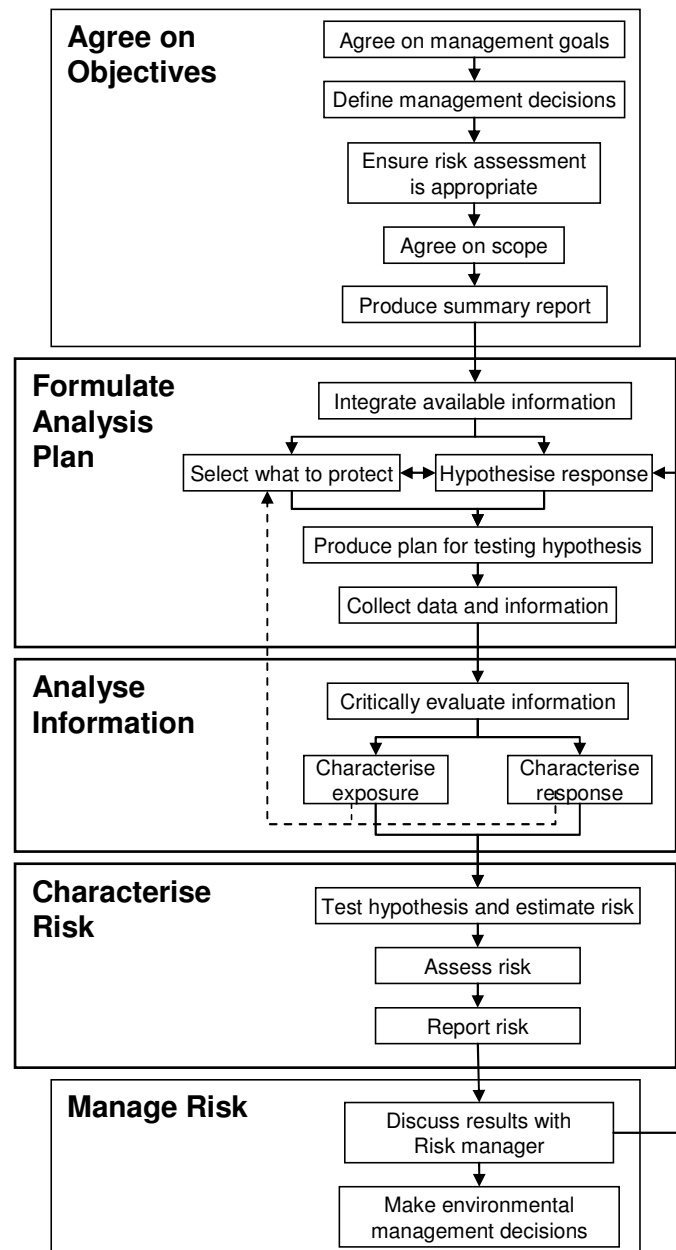 Agree on
Objectives
Agree on management goals
Define management decisions
Ensure risk assessment
is appropriate
Agree on scope
Produce summary report
Formulate
Analysis
Plan
Integrate available information
Select what to protect
Hypothesise response
Produce plan for testing hypothesis
Collect data and information
Analyse
Information
Critically evaluate information
Characterise
exposure
Characterise
response
Characterise
Risk
Test hypothesis and estimate risk
Assess risk
Report risk
Manage Risk
Discuss results with
Risk manager
Make environmental
management decisions